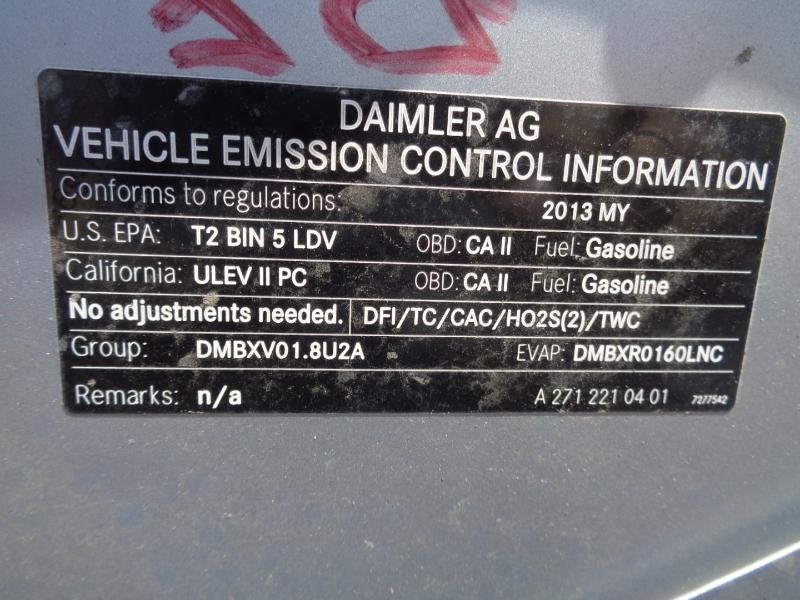 DAIMLER AG
VEHICLE EMISSION CONTROL INFORMATION
Conforms to regulations: 2013 MY
U.S. EPA: T2 BIN 5 LDV OBD: CA II Fuel: Gasoline
California: ULEV II PC OBD: CA II Fuel: Gasoline
No adjustments needed. DFI/TC/CAC/HO2S(2)/TWC
Group: DMBXV01.8U2A EVAP: DMBXR0160LNC
Remarks: n/a A 271 221 04 01 7277542